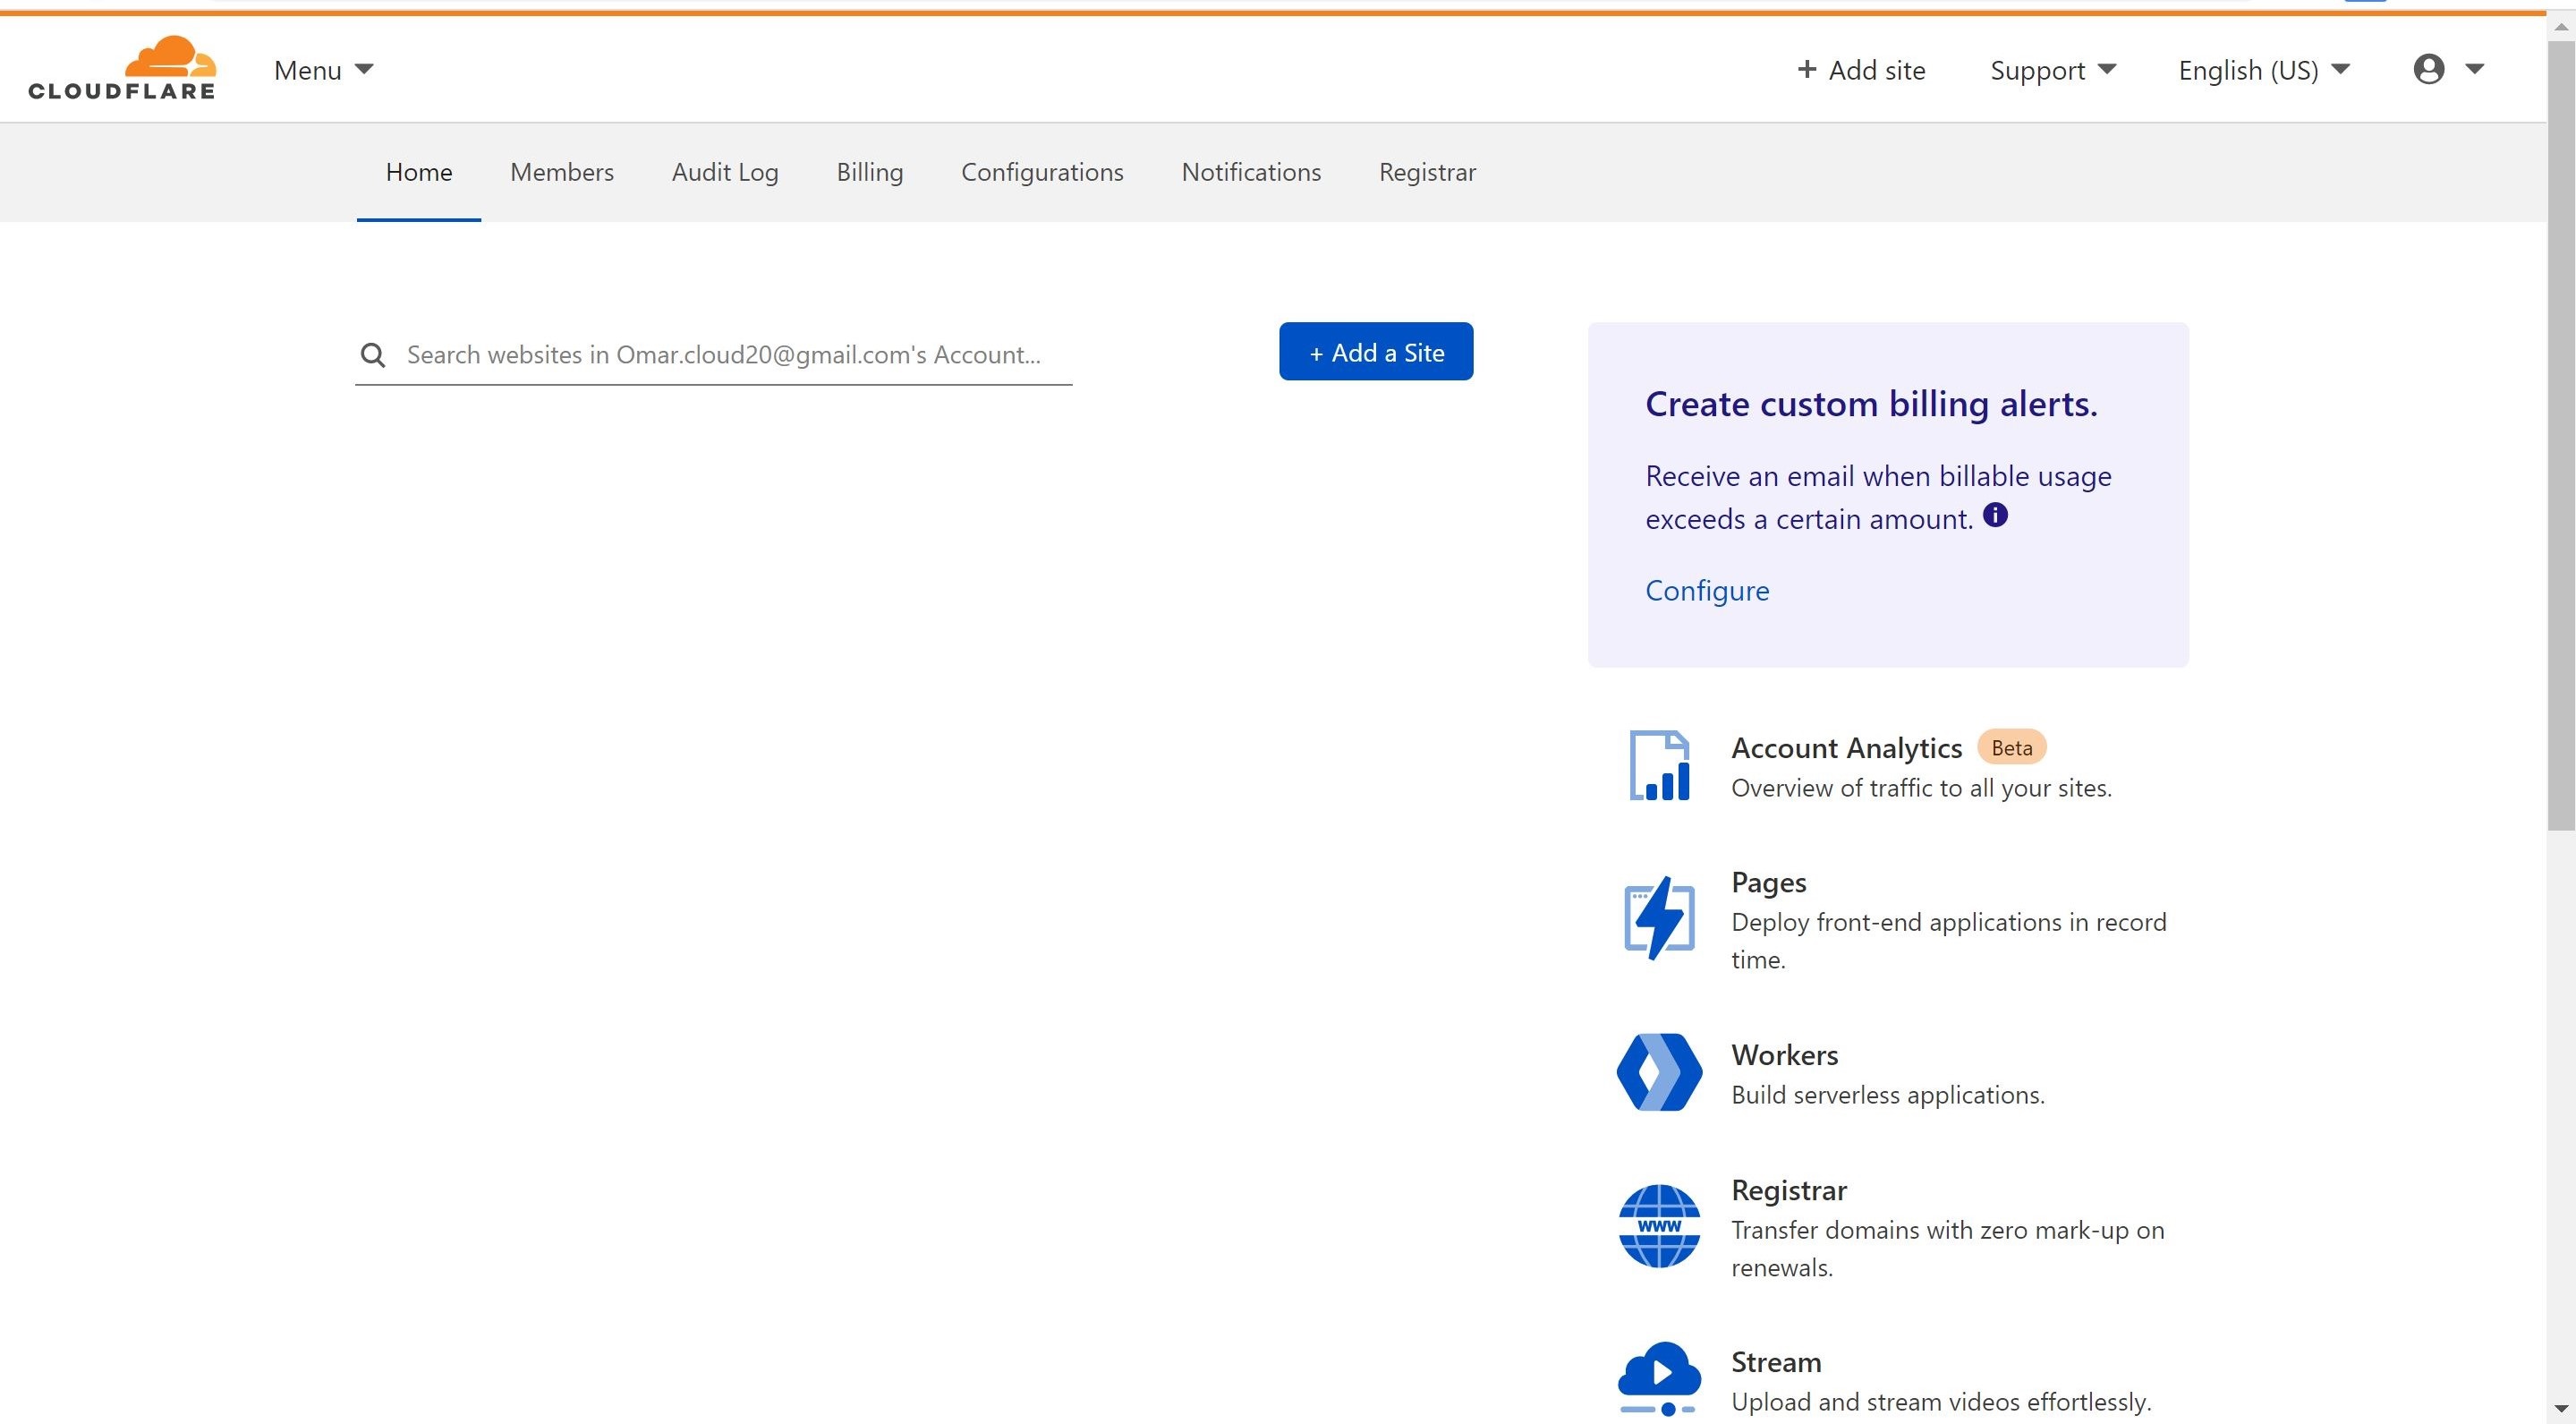 CLOUDFLARE
Menu
+ Add site
Support
English (US)
Home
Members
Audit Log
Billing
Configurations
Notifications
Registrar
Search websites in Omar.cloud20@gmail.com's Account...
+ Add a Site
Create custom billing alerts.
Receive an email when billable usage
exceeds a certain amount.
Configure
Account Analytics Beta
Overview of traffic to all your sites.
Pages
Deploy front-end applications in record
time.
Workers
Build serverless applications.
www
Registrar
Transfer domains with zero mark-up on
renewals.
Stream
Upload and stream videos effortlessly.